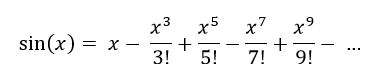 sin(x) = x − x³/3! + x⁵/5! − x⁷/7! + x⁹/9! − ...